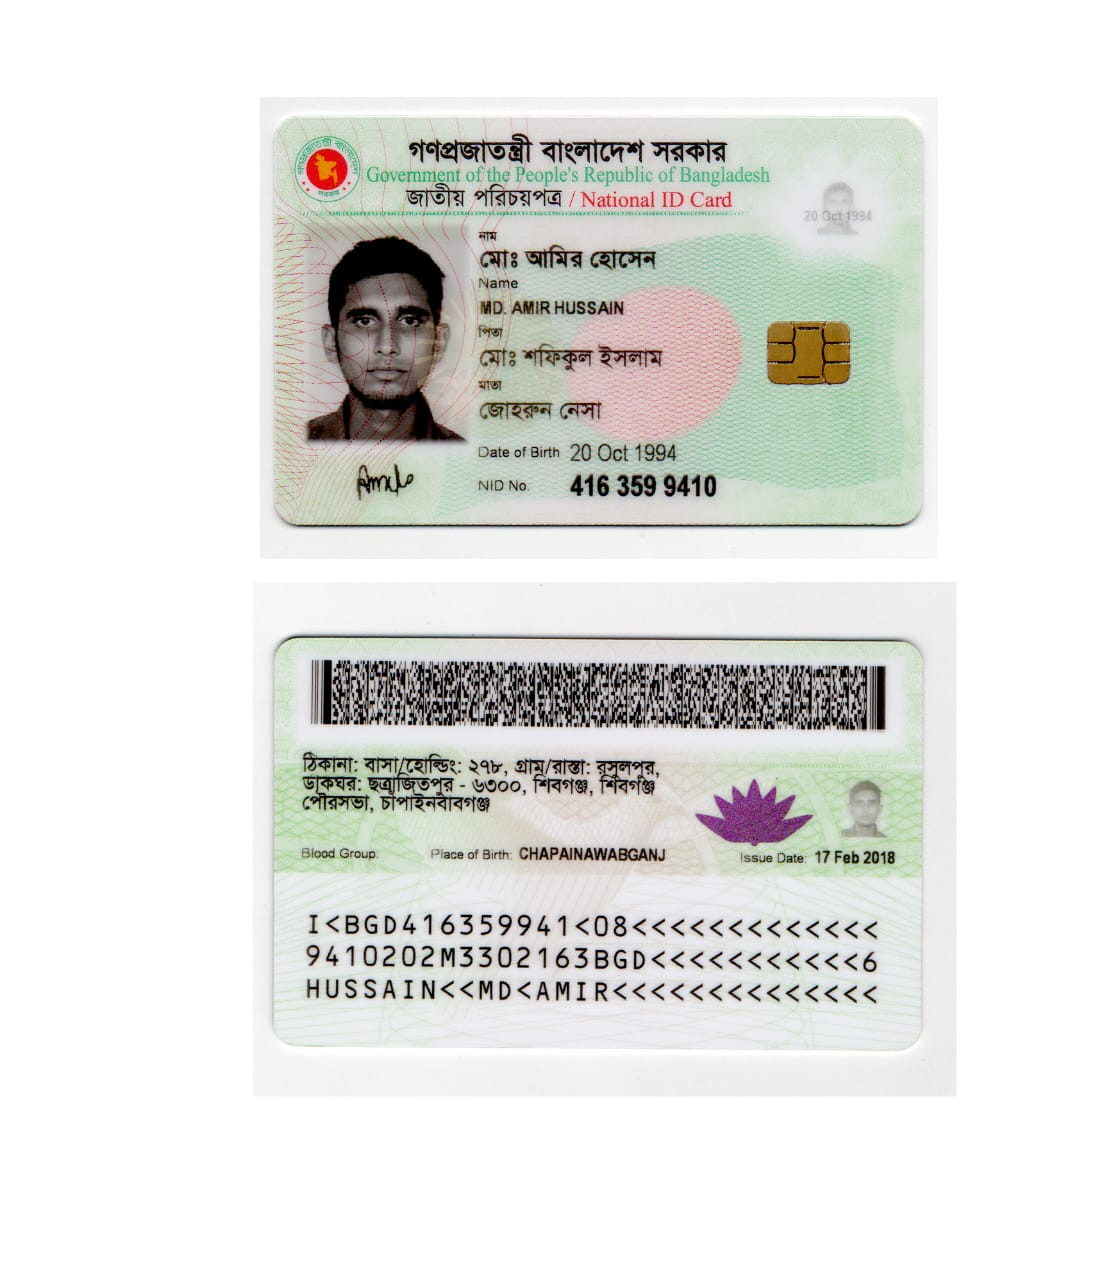 গণপ্রজাতন্ত্রী বাংলাদেশ সরকার
Government of the People's Republic of Bangladesh
জাতীয় পরিচয়পত্র / National ID Card
20 Oct 1994
নাম
মোঃ আমির হোসেন
Name
MD. AMIR HUSSAIN
পিতা
মোঃ শফিকুল ইসলাম
মাতা
জোহরুন নেসা
Date of Birth 20 Oct 1994
NID No. 416 359 9410
ঠিকানা: বাসা/হোল্ডিং: ২৭৮, গ্রাম/রাস্তা: রসুলপুর,
ডাকঘর: ছত্রাজিতপুর - ৬৩০০, শিবগঞ্জ, শিবগঞ্জ
পৌরসভা, চাঁপাইনবাবগঞ্জ
Blood Group: Place of Birth: CHAPAINAWABGANJ Issue Date: 17 Feb 2018
I<BGD416359941<08<<<<<<<<<<<<<
9410202M3302163BGD<<<<<<<<<<<6
HUSSAIN<<MD<AMIR<<<<<<<<<<<<<<